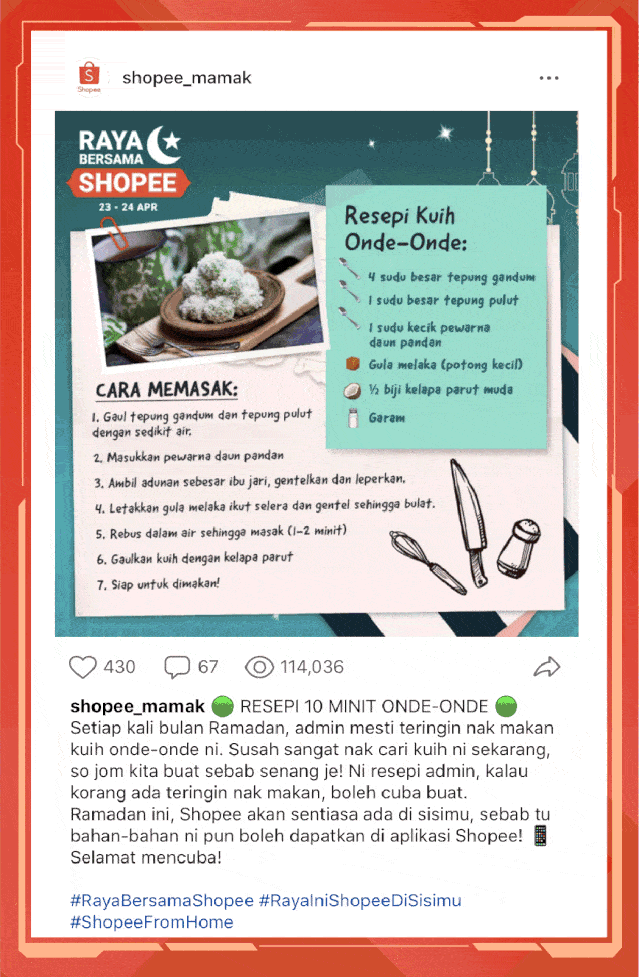 Shopee
shopee_mamak
RAYA
BERSAMA
SHOPEE
23 - 24 APR
Resepi Kuih
Onde-Onde:
4 sudu besar tepung gandum
1 sudu besar tepung pulut
1 sudu kecik pewarna
daun pandan
Gula melaka (potong kecil)
½ biji kelapa parut muda
Garam
CARA MEMASAK:
1. Gaul tepung gandum dan tepung pulut
dengan sedikit air.
2. Masukkan pewarna daun pandan
3. Ambil adunan sebesar ibu jari, gentelkan dan leperkan.
4. Letakkan gula melaka ikut selera dan gentel sehingga bulat.
5. Rebus dalam air sehingga masak (1-2 minit)
6. Gaulkan kuih dengan kelapa parut
7. Siap untuk dimakan!
430 67 114,036
shopee_mamak 🟢 RESEPI 10 MINIT ONDE-ONDE 🟢
Setiap kali bulan Ramadan, admin mesti teringin nak makan
kuih onde-onde ni. Susah sangat nak cari kuih ni sekarang,
so jom kita buat sebab senang je! Ni resepi admin, kalau
korang ada teringin nak makan, boleh cuba buat.
Ramadan ini, Shopee akan sentiasa ada di sisimu, sebab tu
bahan-bahan ni pun boleh dapatkan di aplikasi Shopee! 📱
Selamat mencuba!
#RayaBersamaShopee #RayaIniShopeeDiSisimu
#ShopeeFromHome